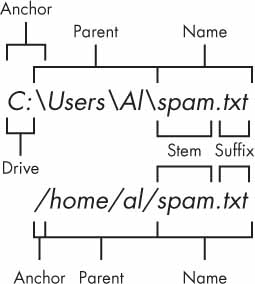 Anchor
Parent Name
C:\Users\Al\spam.txt
Drive
Stem Suffix
/home/al/spam.txt
Anchor Parent Name